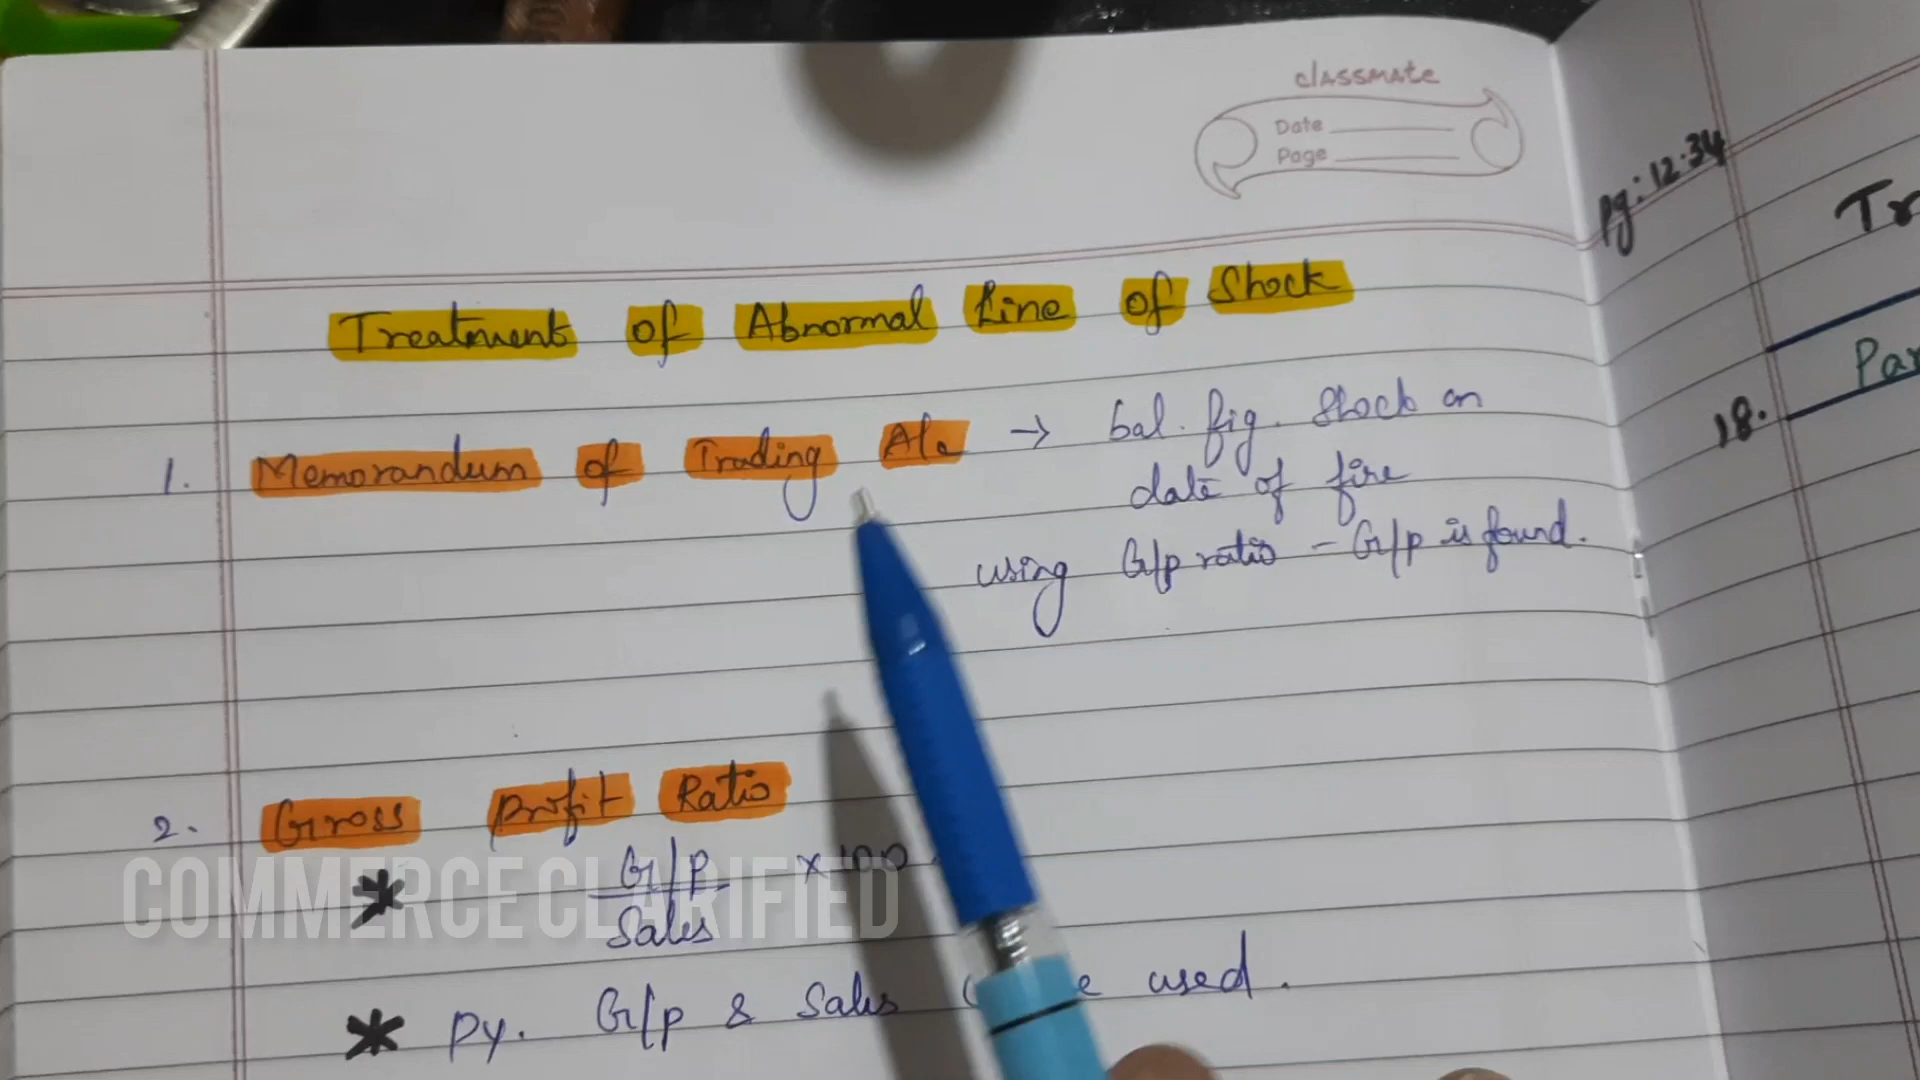 classmate
Date
Page
Treatment of Abnormal Line of Stock
1. Memorandum of Trading A/c → bal. fig. Stock on
date of fire
using G/p ratio - G/p is found.
2. Gross Profit Ratio
G/p × 100
Sales
COMMERCE CLARIFIED
* py. G/p & Sales used.
pg: 12.34
Tr
Par
18.